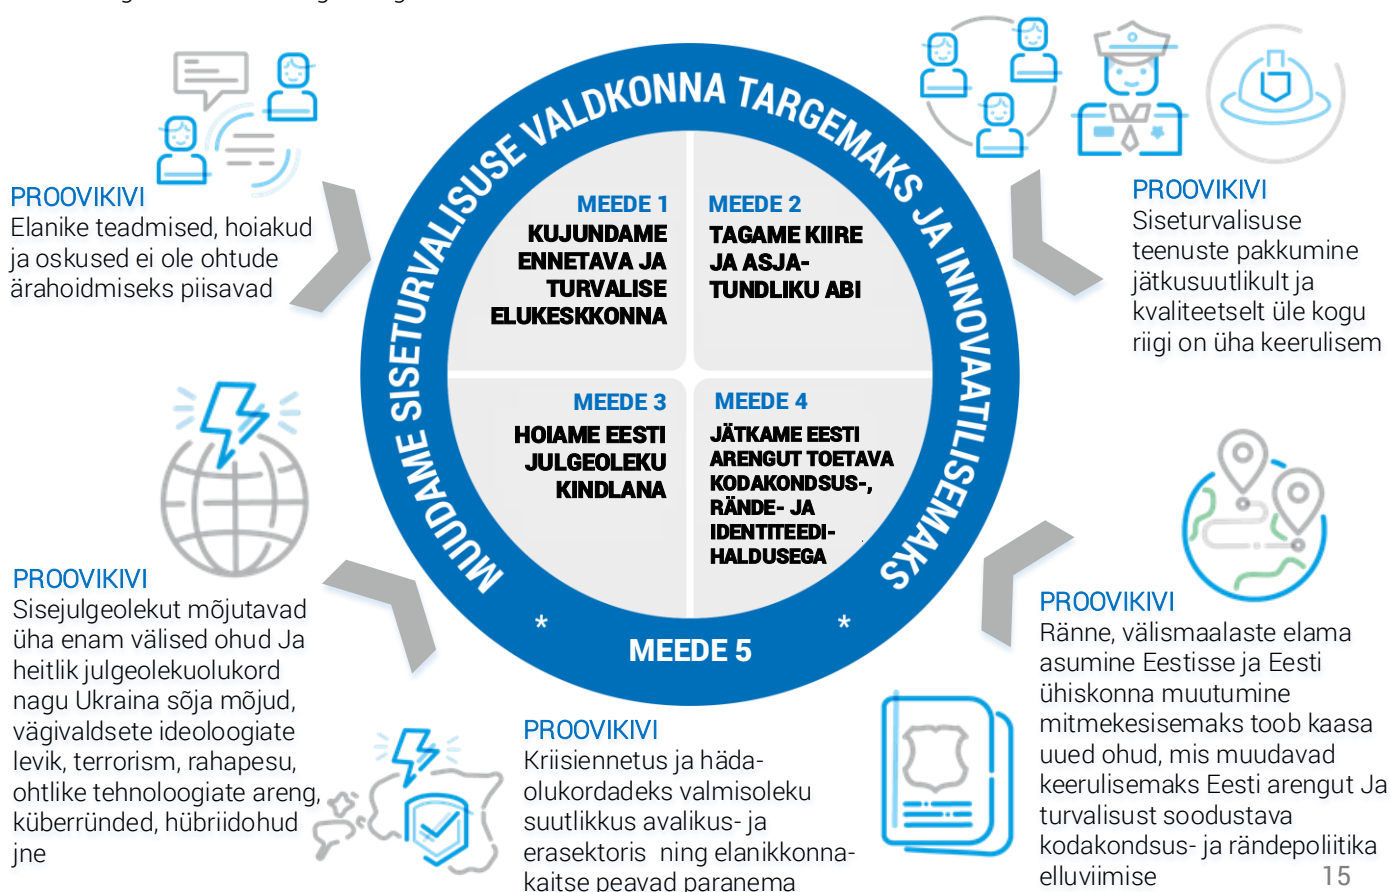 PROOVIKIVI
Elanike teadmised, hoiakud
ja oskused ei ole ohtude
ärahoidmiseks piisavad
PROOVIKIVI
Siseturvalisuse
teenuste pakkumine
jätkusuutlikult ja
kvaliteetselt üle kogu
riigi on üha keerulisem
MUUDAME SISETURVALISUSE VALDKONNA TARGEMAKS JA INNOVAATILISEMAKS
MEEDE 1
KUJUNDAME
ENNETAVA JA
TURVALISE
ELUKESKKONNA
MEEDE 2
TAGAME KIIRE
JA ASJA-
TUNDLIKU ABI
MEEDE 3
HOIAME EESTI
JULGEOLEKU
KINDLANA
MEEDE 4
JÄTKAME EESTI
ARENGUT TOETAVA
KODAKONDSUS-,
RÄNDE- JA
IDENTITEEDI-
HALDUSEGA
* *
MEEDE 5
PROOVIKIVI
Sisejulgeolekut mõjutavad
üha enam välised ohud Ja
heitlik julgeolekuolukord
nagu Ukraina sõja mõjud,
vägivaldsete ideoloogiate
levik, terrorism, rahapesu,
ohtlike tehnoloogiate areng,
küberründed, hübriidohud
jne
PROOVIKIVI
Kriisiennetus ja häda-
olukordadeks valmisoleku
suutlikkus avalikus- ja
erasektoris ning elanikkonna-
kaitse peavad paranema
PROOVIKIVI
Ränne, välismaalaste elama
asumine Eestisse ja Eesti
ühiskonna muutumine
mitmekesisemaks toob kaasa
uued ohud, mis muudavad
keerulisemaks Eesti arengut Ja
turvalisust soodustava
kodakondsus- ja rändepoliitika
elluviimise
15